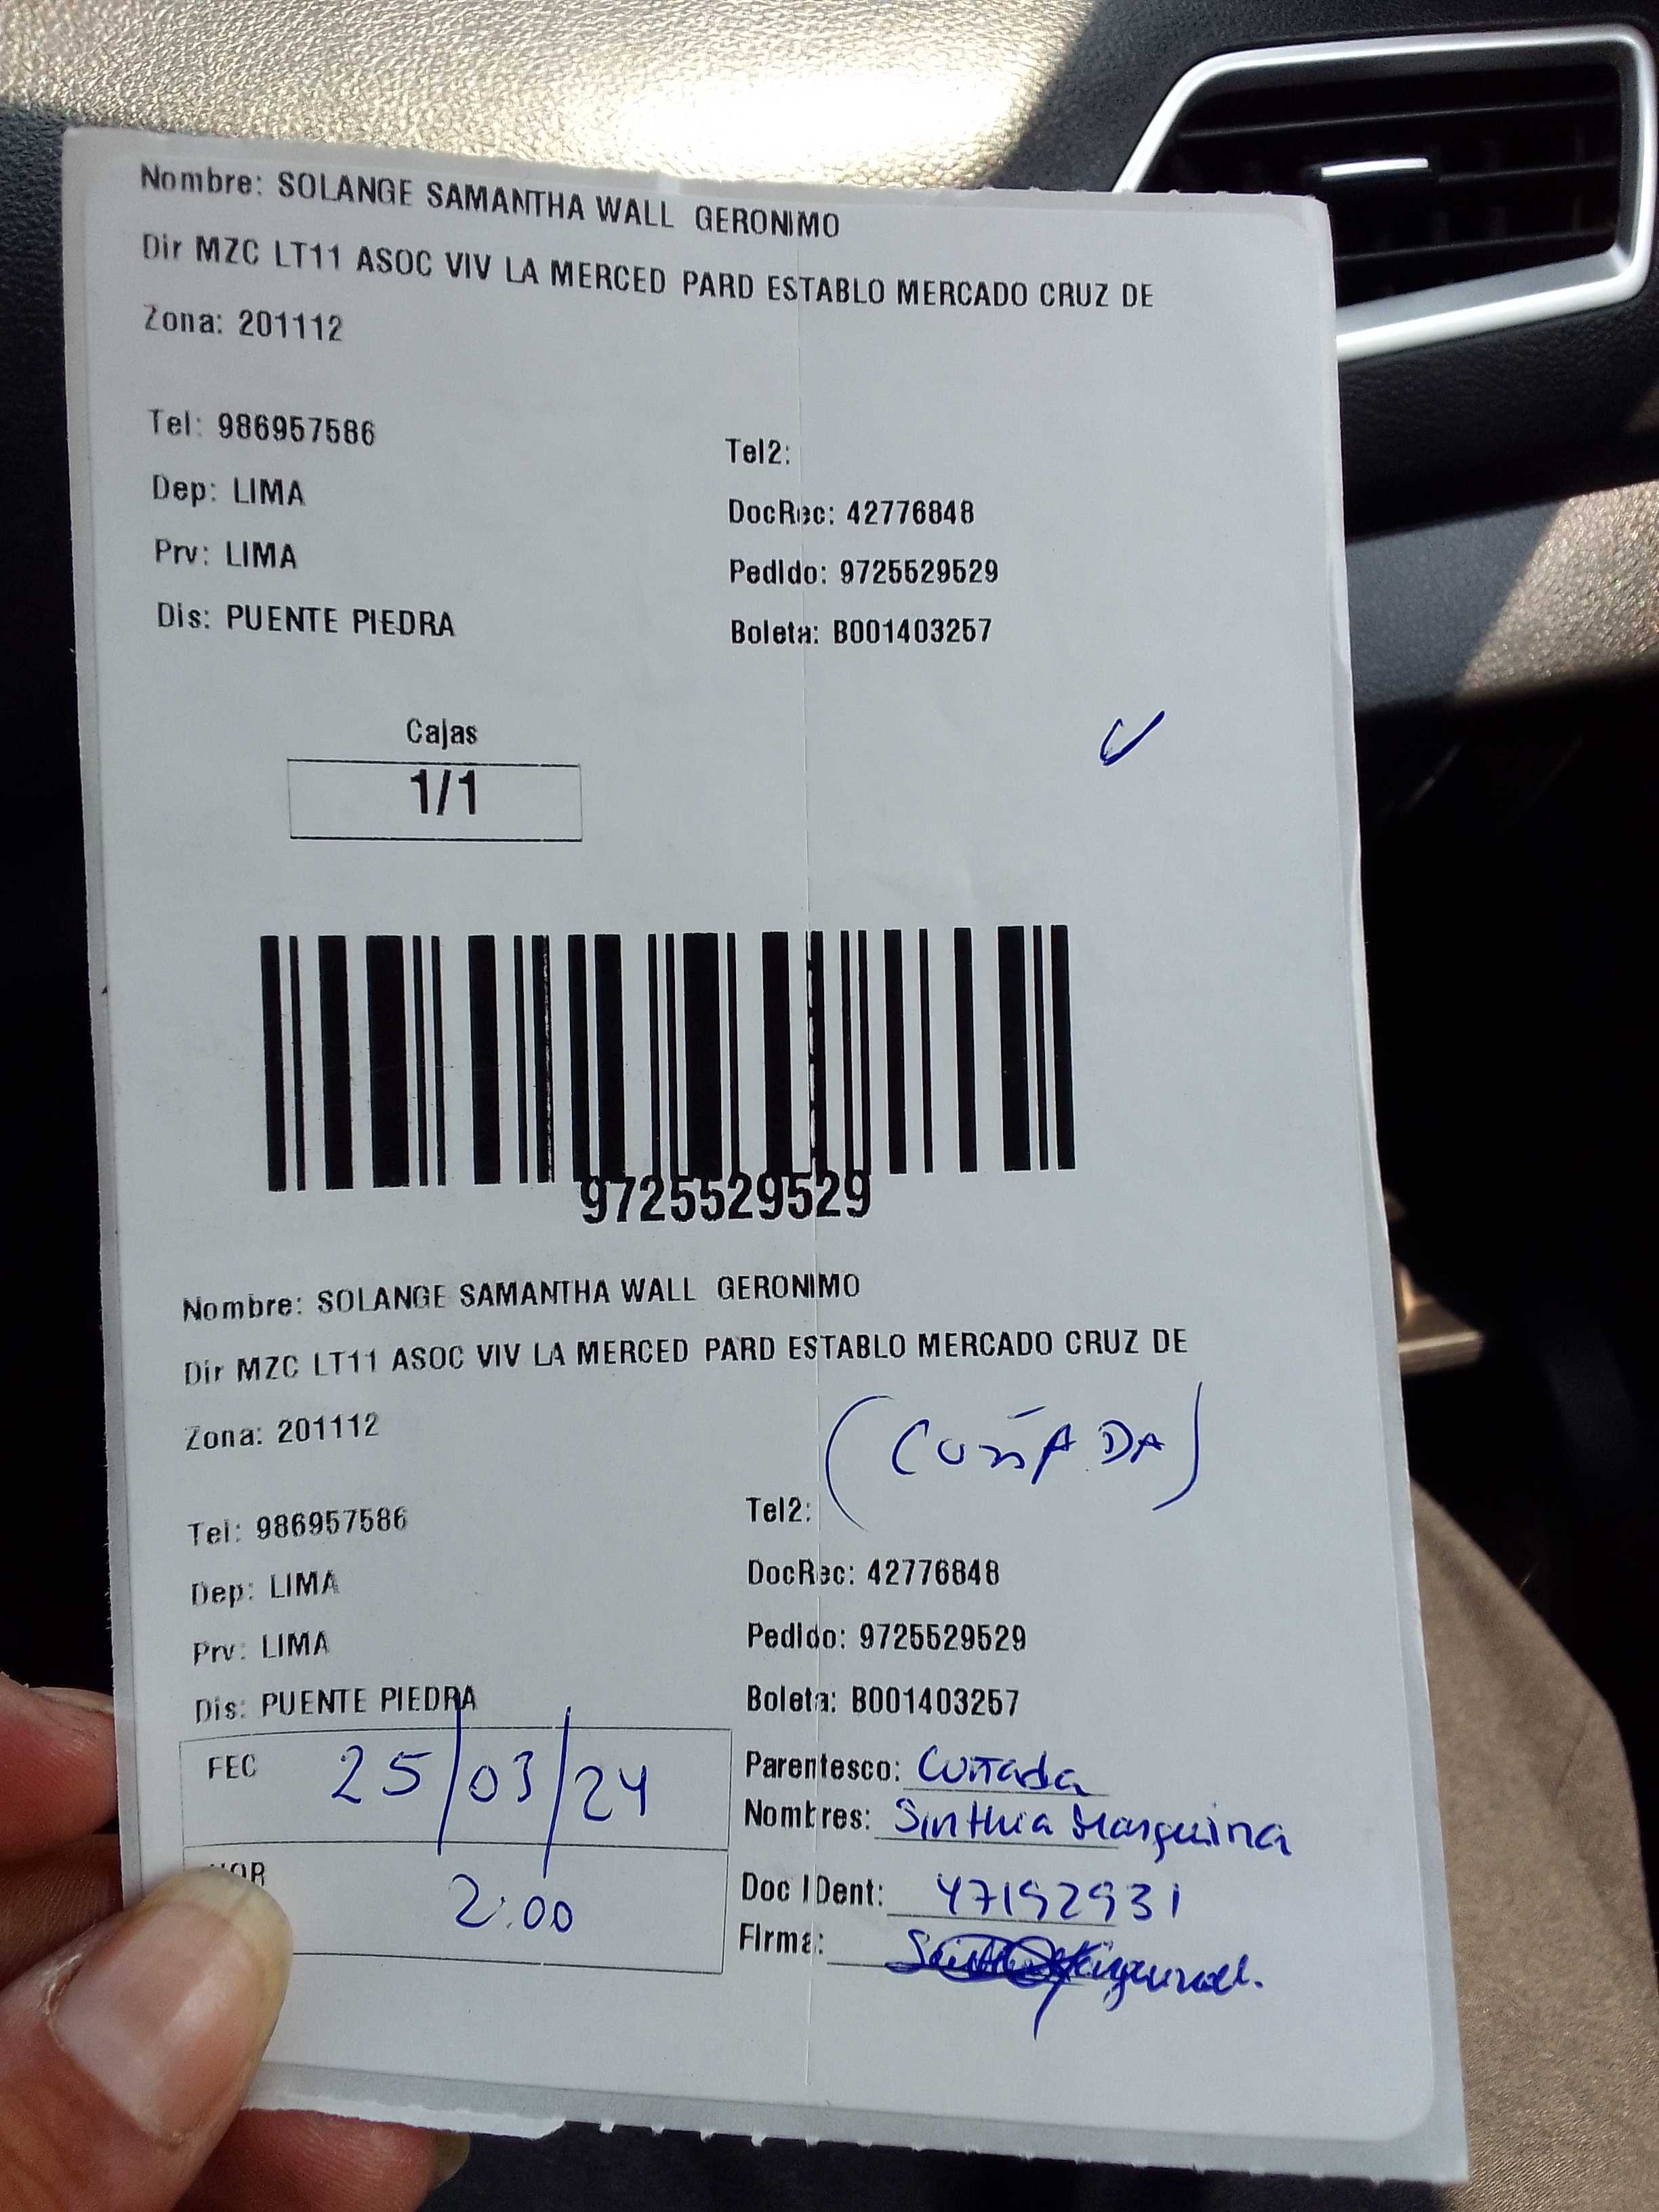 Nombre: SOLANGE SAMANTHA WALL GERONIMO
Dir MZC LT11 ASOC VIV LA MERCED PARD ESTABLO MERCADO CRUZ DE
Zona: 201112
Tel: 986957586
Tel2:
Dep: LIMA
DocRec: 42776848
Prv: LIMA
Pedido: 9725529529
Dis: PUENTE PIEDRA
Boleta: B001403257
Cajas
1/1
9725529529
Nombre: SOLANGE SAMANTHA WALL GERONIMO
Dir MZC LT11 ASOC VIV LA MERCED PARD ESTABLO MERCADO CRUZ DE
Zona: 201112
(CUÑADA)
Tel: 986957586
Tel2:
Dep: LIMA
DocRec: 42776848
Prv: LIMA
Pedido: 9725529529
Dis: PUENTE PIEDRA
Boleta: B001403257
FEC 25/03/24
Parentesco: Cuñada
Nombres: Sinthia Marquina
HOR 2:00
Doc IDent: 47192931
Firma: